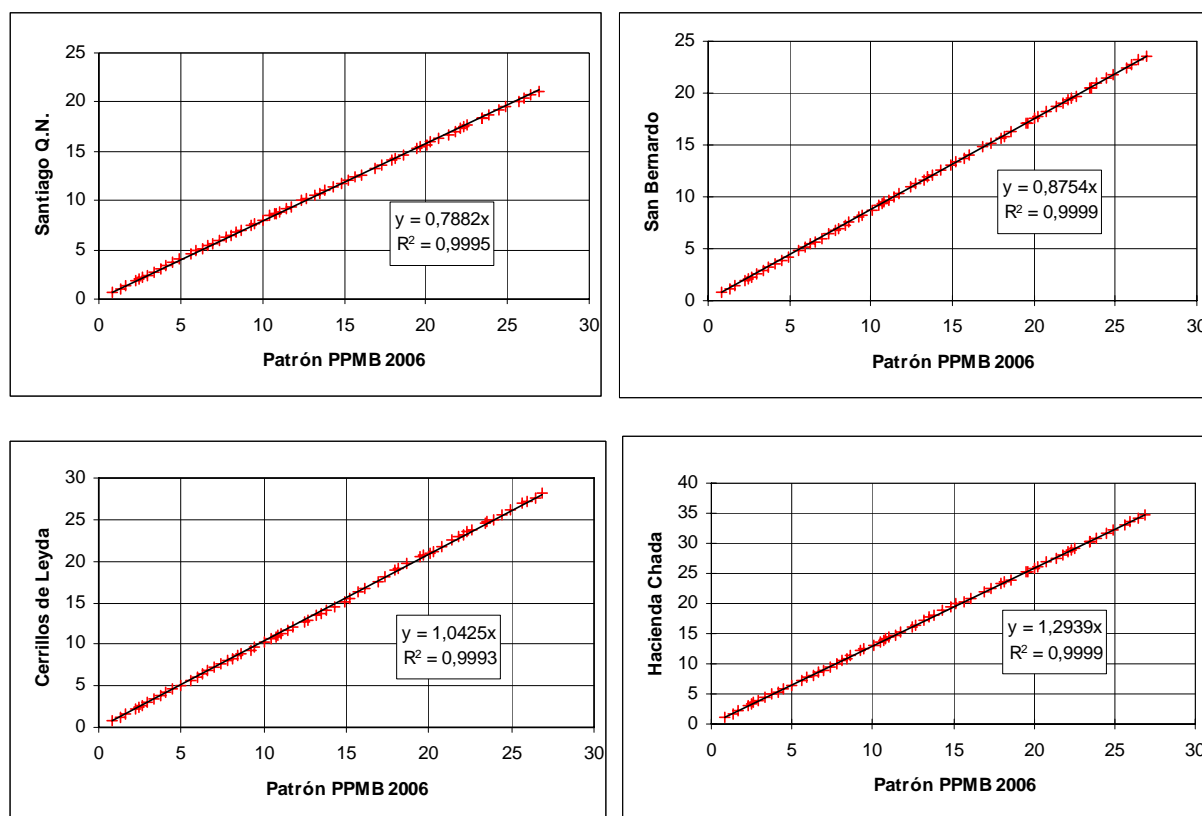 25
20
15
10
5
0
Santiago Q.N.
y = 0,7882x
R² = 0,9995
0 5 10 15 20 25 30
Patrón PPMB 2006
25
20
15
10
5
0
San Bernardo
y = 0,8754x
R² = 0,9999
0 5 10 15 20 25 30
Patrón PPMB 2006
30
25
20
15
10
5
0
Cerrillos de Leyda
y = 1,0425x
R² = 0,9993
0 5 10 15 20 25 30
Patrón PPMB 2006
40
35
30
25
20
15
10
5
0
Hacienda Chada
y = 1,2939x
R² = 0,9999
0 5 10 15 20 25 30
Patrón PPMB 2006